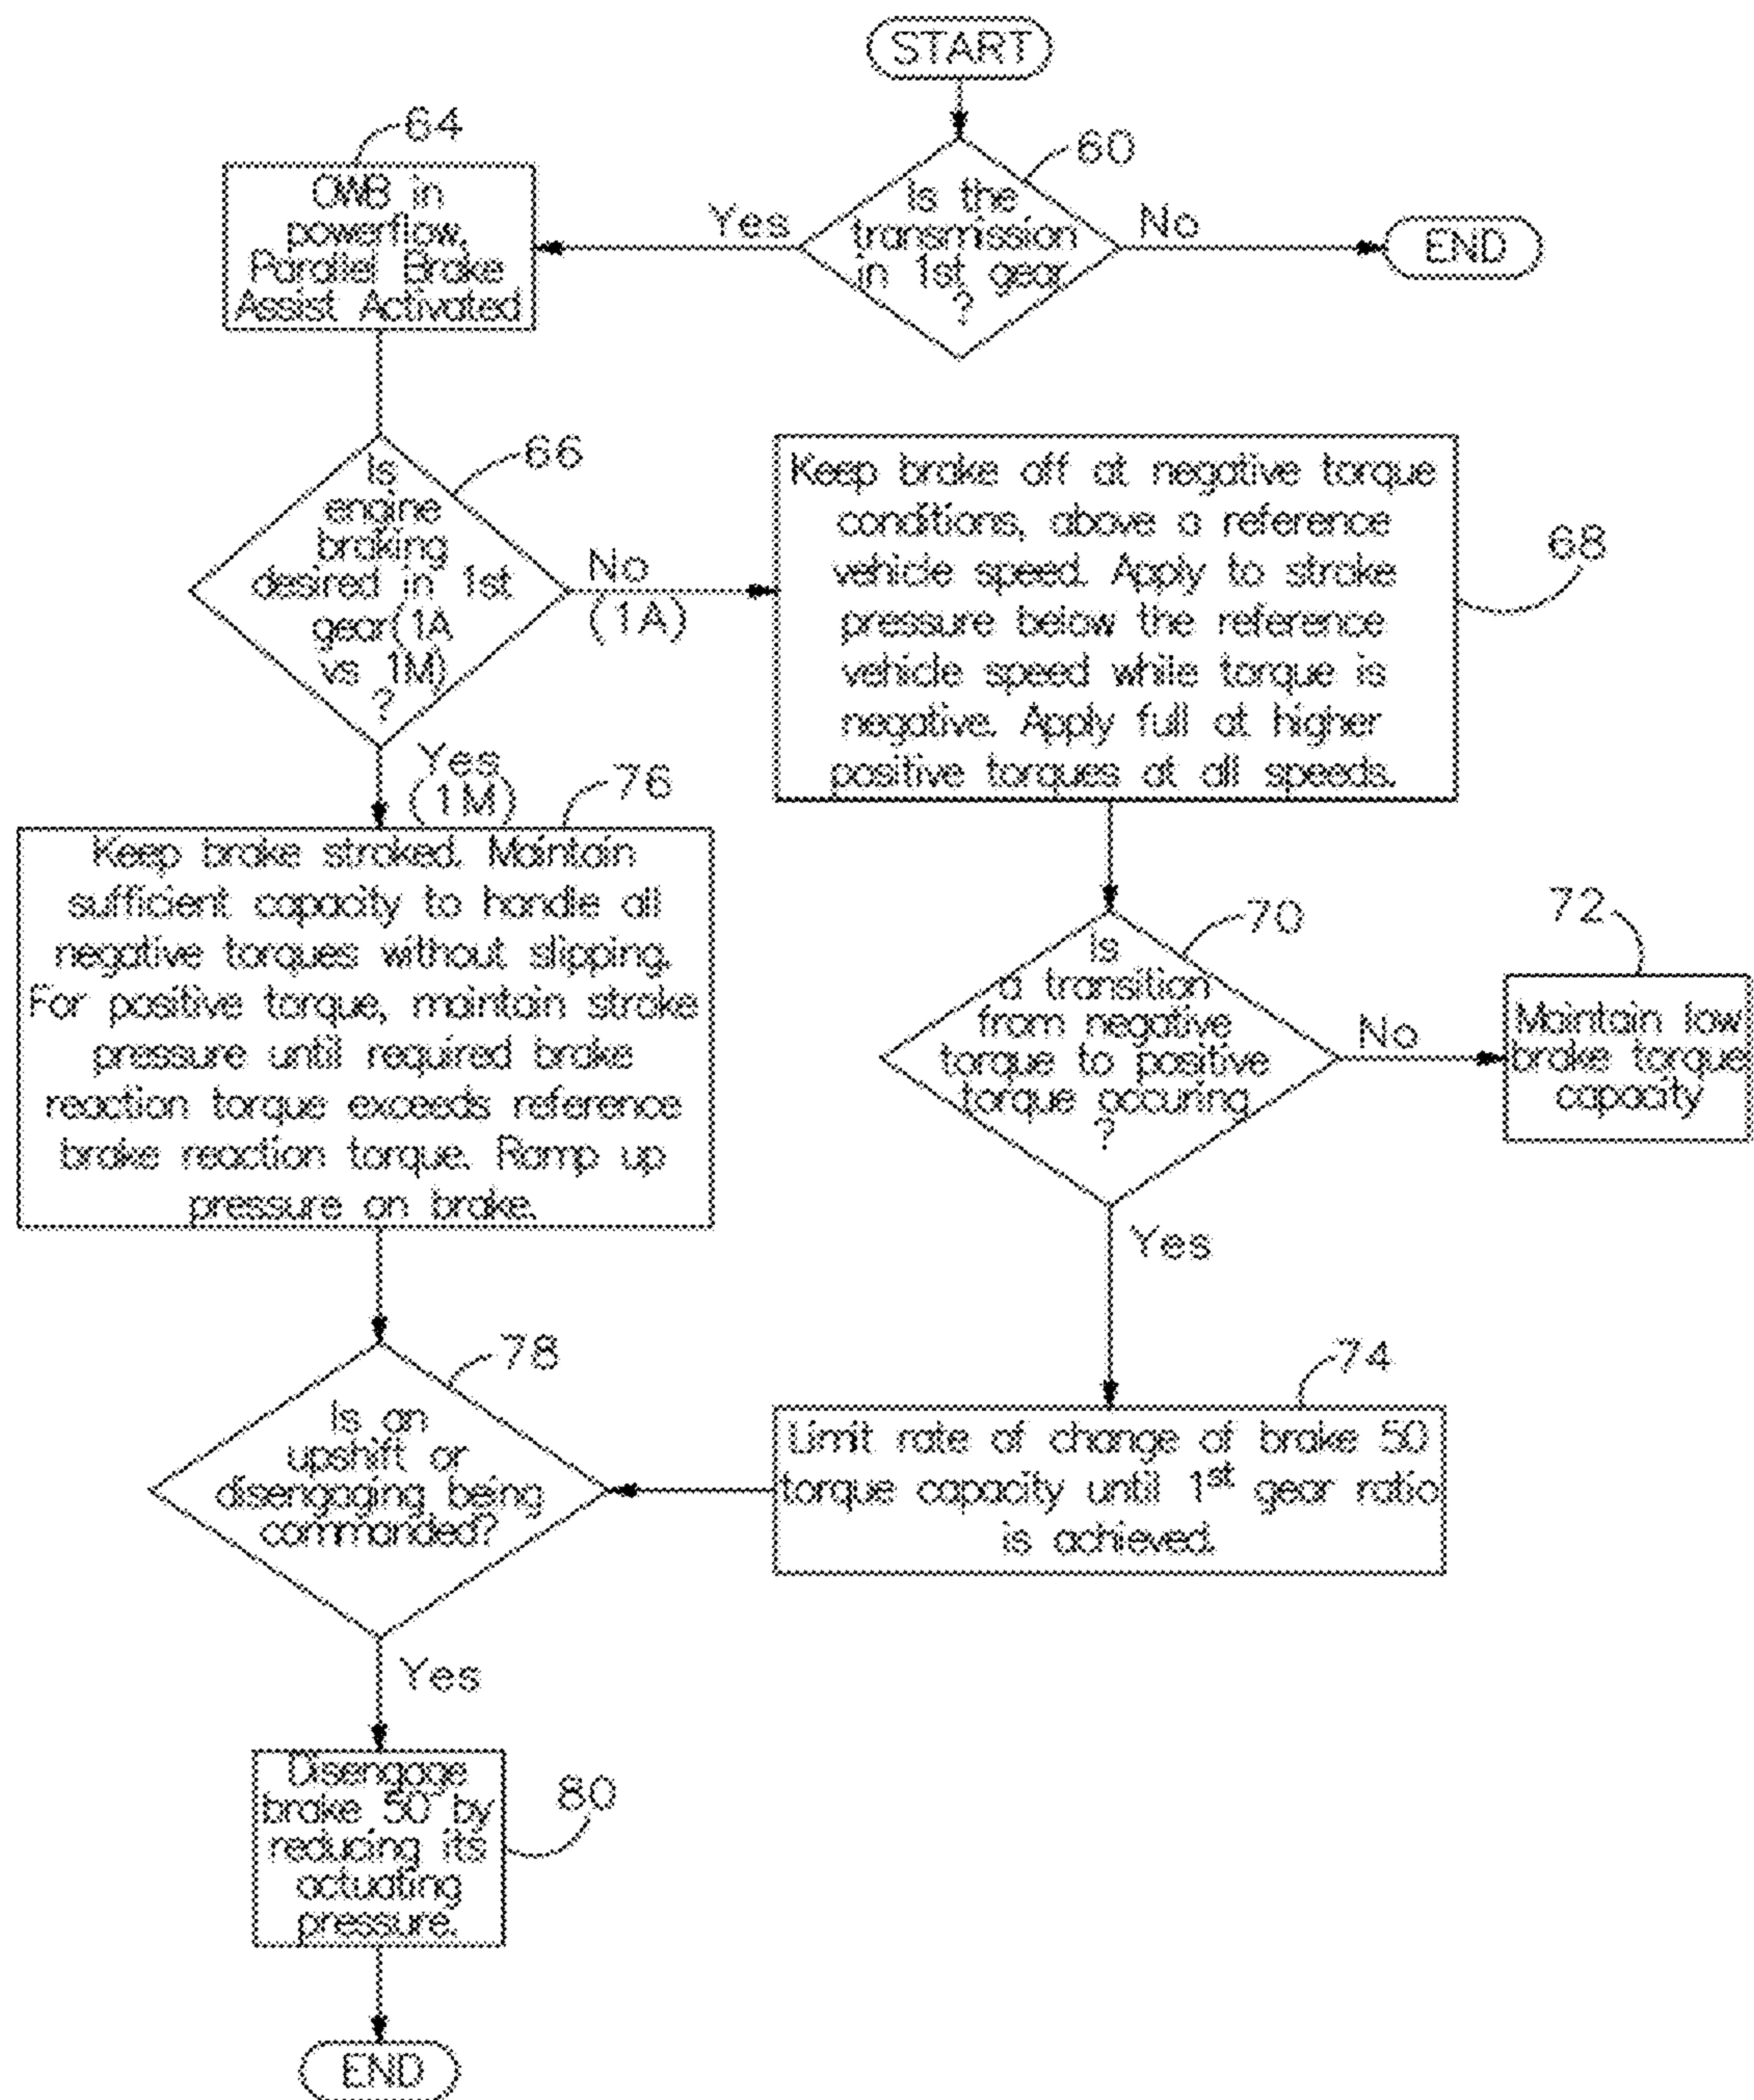 START
60
Is the
transmission
in 1st gear
?
Yes
No
END
64
OWB in
powerflow,
Parallel Brake
Assist Activated
66
Is
engine
braking
desired in 1st
gear(1A
vs 1M)
?
No
(1A)
68
Keep brake off at negative torque
conditions, above a reference
vehicle speed. Apply to stroke
pressure below the reference
vehicle speed while torque is
negative. Apply full at higher
positive torques at all speeds.
Yes
(1M)
76
Keep brake stroked. Maintain
sufficient capacity to handle all
negative torques without slipping.
For positive torque, maintain stroke
pressure until required brake
reaction torque exceeds reference
brake reaction torque. Ramp up
pressure on brake.
70
Is
a transition
from negative
torque to positive
torque occuring
?
No
72
Maintain low
brake torque
capacity
Yes
74
Limit rate of change of brake 50
torque capacity until 1st gear ratio
is achieved.
78
Is an
upshift or
disengaging being
commanded?
Yes
80
Disengage
brake 50 by
reducing its
actuating
pressure.
END